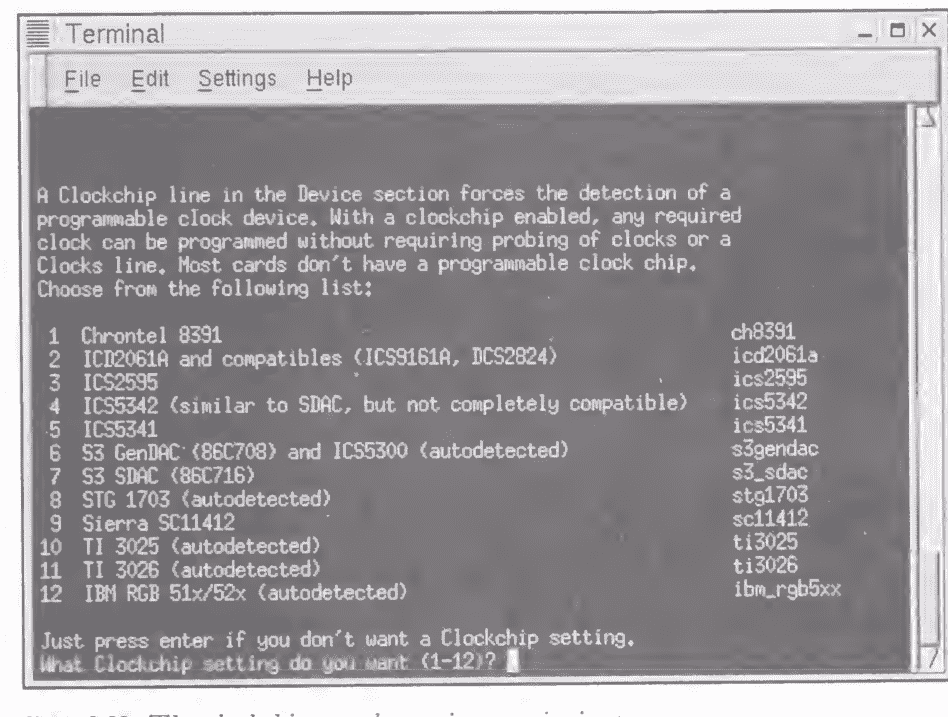 Terminal
File Edit Settings Help
A Clockchip line in the Device section forces the detection of a
programmable clock device. With a clockchip enabled, any required
clock can be programmed without requiring probing of clocks or a
Clocks line. Most cards don't have a programmable clock chip.
Choose from the following list:
1 Chrontel 8391 ch8391
2 ICD2061A and compatibles (ICS9161A, DCS2824) icd2061a
3 ICS2595 ics2595
4 ICS5342 (similar to SDAC, but not completely compatible) ics5342
5 ICS5341 ics5341
6 S3 GenDAC (86C708) and ICS5300 (autodetected) s3gendac
7 S3 SDAC (86C716) s3_sdac
8 STG 1703 (autodetected) stg1703
9 Sierra SC11412 sc11412
10 TI 3025 (autodetected) ti3025
11 TI 3026 (autodetected) ti3026
12 IBM RGB 51x/52x (autodetected) ibm_rgb5xx
Just press enter if you don't want a Clockchip setting.
What Clockchip setting do you want (1-12)?